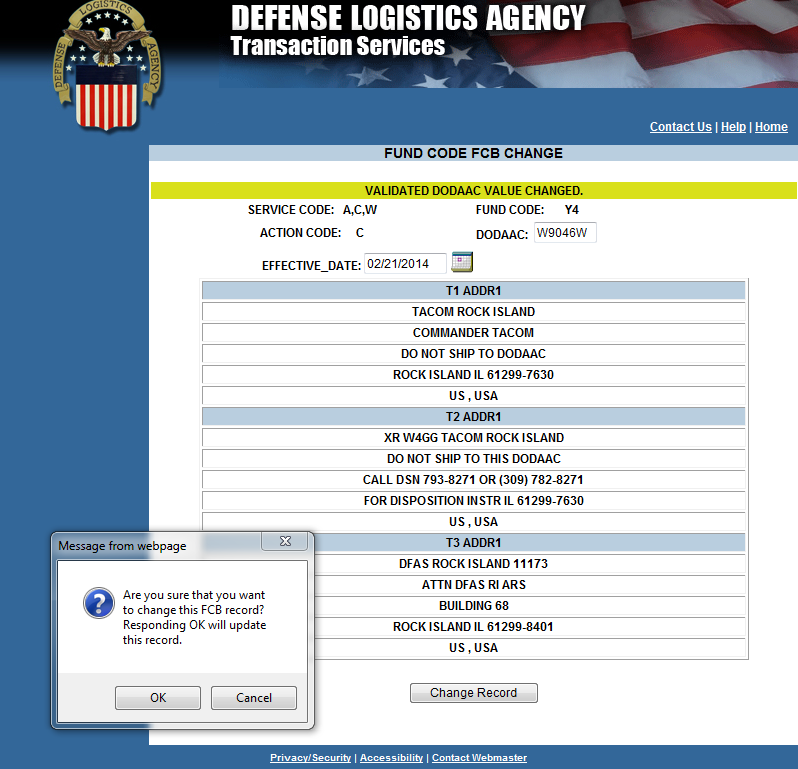 DEFENSE LOGISTICS AGENCY
DEFENSE LOGISTICS AGENCY
Transaction Services
Contact Us | Help | Home
FUND CODE FCB CHANGE
VALIDATED DODAAC VALUE CHANGED.
SERVICE CODE: A,C,W FUND CODE: Y4
ACTION CODE: C DODAAC: W9046W
EFFECTIVE_DATE: 02/21/2014
T1 ADDR1
TACOM ROCK ISLAND
COMMANDER TACOM
DO NOT SHIP TO DODAAC
ROCK ISLAND IL 61299-7630
US , USA
T2 ADDR1
XR W4GG TACOM ROCK ISLAND
DO NOT SHIP TO THIS DODAAC
CALL DSN 793-8271 OR (309) 782-8271
FOR DISPOSITION INSTR IL 61299-7630
US , USA
T3 ADDR1
DFAS ROCK ISLAND 11173
ATTN DFAS RI ARS
BUILDING 68
ROCK ISLAND IL 61299-8401
US , USA
Message from webpage
Are you sure that you want
to change this FCB record?
Responding OK will update
this record.
OK Cancel
Change Record
Privacy/Security | Accessibility | Contact Webmaster